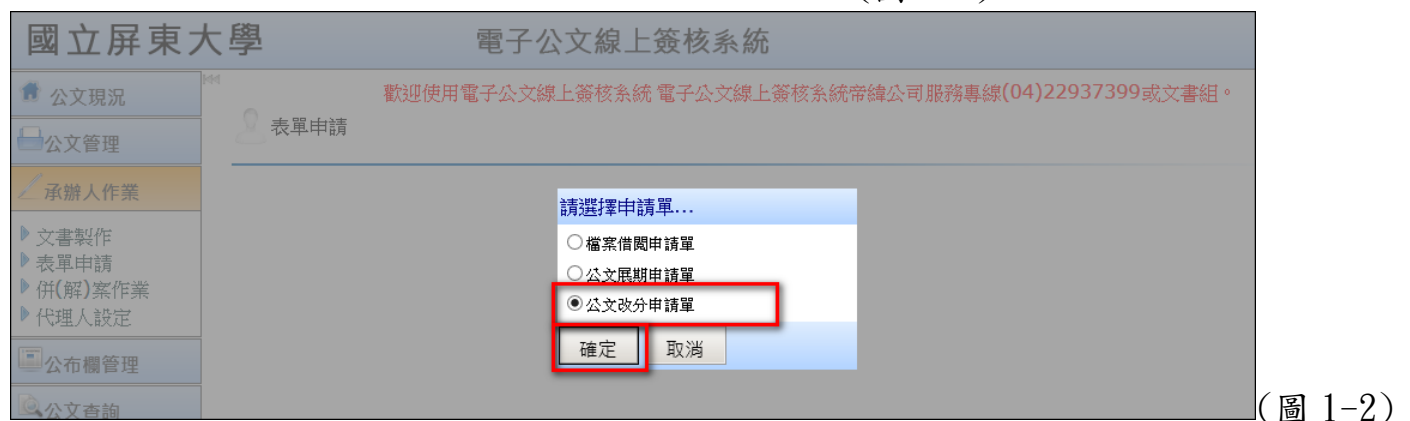 國立屏東大學
電子公文線上簽核系統
公文現況
公文管理
承辦人作業
文書製作
表單申請
併(解)案作業
代理人設定
公布欄管理
公文查詢
歡迎使用電子公文線上簽核系統 電子公文線上簽核系統帝緯公司服務專線(04)22937399或文書組。
表單申請
請選擇申請單...
檔案借閱申請單
公文展期申請單
公文改分申請單
確定
取消
(圖 1-2)